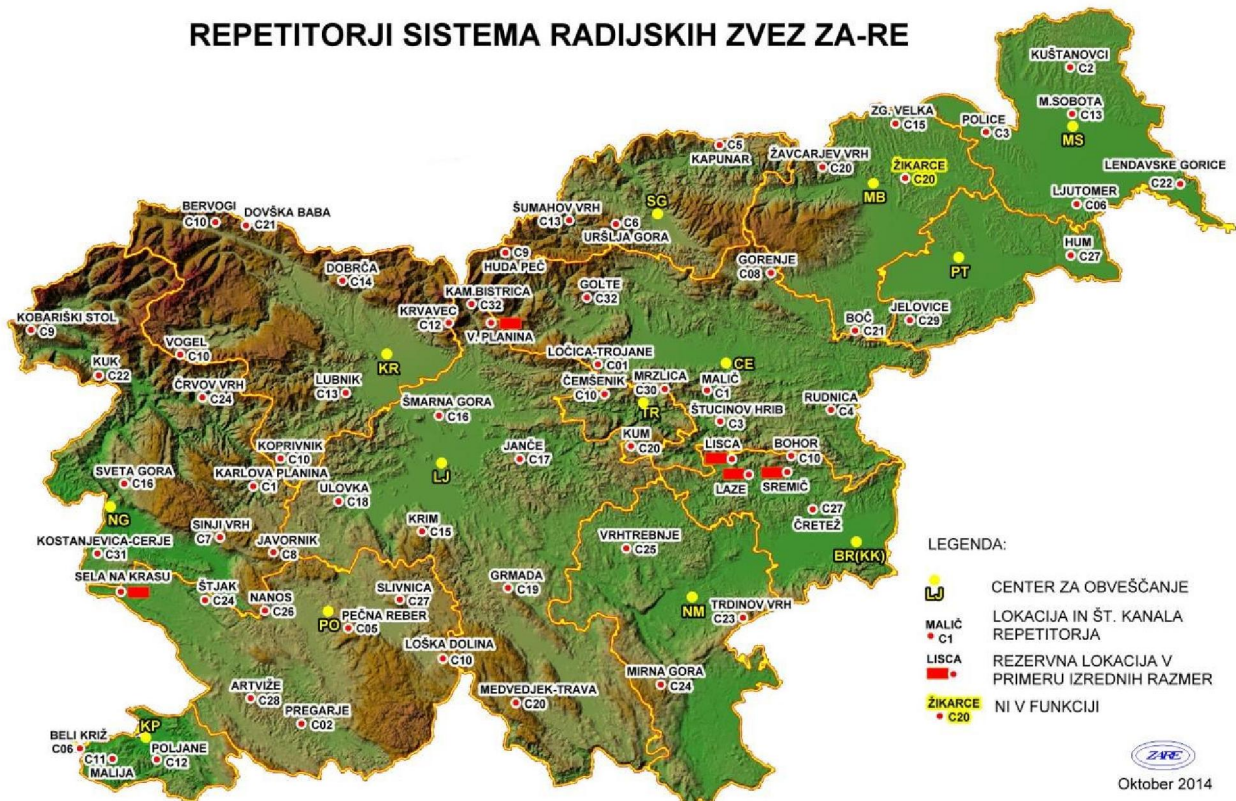 REPETITORJI SISTEMA RADIJSKIH ZVEZ ZA-RE
KUŠTANOVCI
C2
M.SOBOTA
C13
MS
ZG. VELKA
C15
POLICE
C3
C5
KAPUNAR
ŽAVCARJEV VRH
C20
ŽIKARCE
C20
MB
LENDAVSKE GORICE
C22
LJUTOMER
C06
BERVOGI
C10
DOVŠKA BABA
C21
ŠUMAHOV VRH
C13
C6
URŠLJA GORA
SG
HUM
C27
PT
C9
HUDA PEČ
GORENJE
C08
DOBRČA
C14
KAM.BISTRICA
C32
GOLTE
C32
KOBARIŠKI STOL
C9
KRVAVEC
C12
V. PLANINA
BOČ
C21
JELOVICE
C29
VOGEL
C10
KR
LOČICA-TROJANE
C01
CE
KUK
C22
ČRVOV VRH
C24
LUBNIK
C13
ČEMŠENIK
C10
MRZLICA
C30
MALIČ
C1
TR
RUDNICA
C4
ŠMARNA GORA
C16
ŠTUCINOV HRIB
C3
KUM
C20
LISCA
BOHOR
C10
KOPRIVNIK
C10
JANČE
C17
LJ
SVETA GORA
C16
KARLOVA PLANINA
C1
LAZE
SREMIČ
ULOVKA
C18
NG
C27
ČRETEŽ
SINJI VRH
C7
KRIM
C15
KOSTANJEVICA-CERJE
C31
JAVORNIK
C8
VRHTREBNJE
C25
BR(KK)
SELA NA KRASU
ŠTJAK
C24
NANOS
C26
SLIVNICA
C27
GRMADA
C19
PO
PEČNA REBER
C05
NM
TRDINOV VRH
C23
LOŠKA DOLINA
C10
MIRNA GORA
C24
ARTVIŽE
C28
PREGARJE
C02
MEDVEDJEK-TRAVA
C20
KP
BELI KRIŽ
C06
C11
MALIJA
POLJANE
C12
LEGENDA:
LJ
CENTER ZA OBVEŠČANJE
MALIČ
C1
LOKACIJA IN ŠT. KANALA
REPETITORJA
LISCA
REZERVNA LOKACIJA V
PRIMERU IZREDNIH RAZMER
ŽIKARCE
C20
NI V FUNKCIJI
ZARE
Oktober 2014